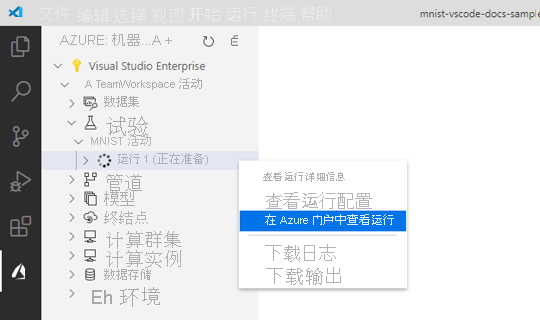 文件 编辑 选择 视图 开始 运行 终端 帮助
mnist-vscode-docs-sample
AZURE: 机器...A +
Visual Studio Enterprise
A TeamWorkspace 活动
数据集
试验
MNIST 活动
运行 1 (正在准备)
管道
模型
终结点
计算群集
计算实例
数据存储
Eh 环境
查看运行详细信息
查看运行配置
在 Azure 门户中查看运行
下载日志
下载输出